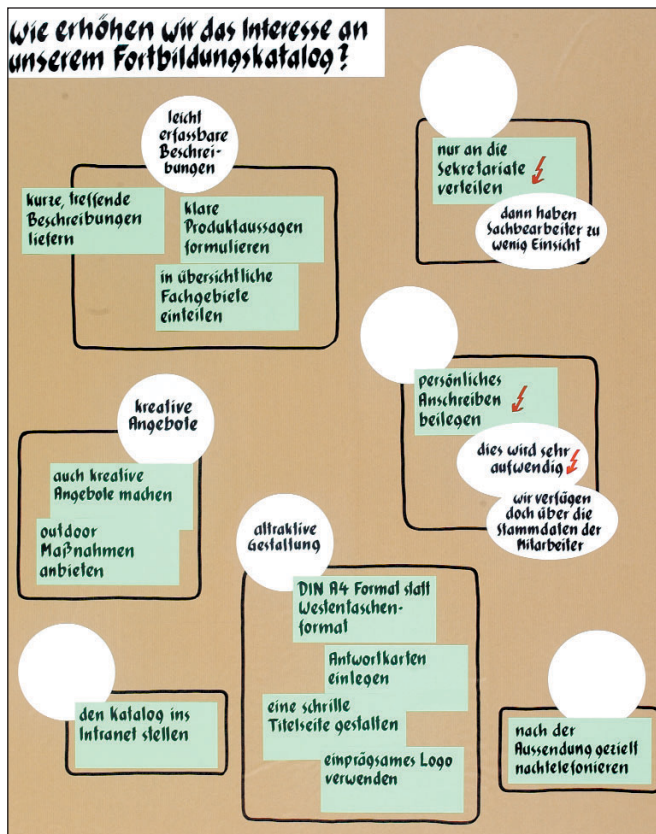 Wie erhöhen wir das Interesse an
unserem Fortbildungskatalog?
leicht
erfassbare
Beschrei-
bungen
kurze, treffende
Beschreibungen
liefern
klare
Produktaussagen
formulieren
in übersichtliche
Fachgebiete
einteilen
nur an die
Sekretariate
verteilen
dann haben
Sachbearbeiter zu
wenig Einsicht
persönliches
Anschreiben
beilegen
dies wird sehr
aufwendig
wir verfügen
doch über die
Stammdaten der
Mitarbeiter
kreative
Angebote
auch kreative
Angebote machen
outdoor
Maßnahmen
anbieten
attraktive
Gestaltung
DIN A4 Format statt
Westentaschen-
format
Antwortkarten
einlegen
eine schrille
Titelseite gestalten
einprägsames Logo
verwenden
den Katalog ins
Intranet stellen
nach der
Aussendung gezielt
nachtelefonieren